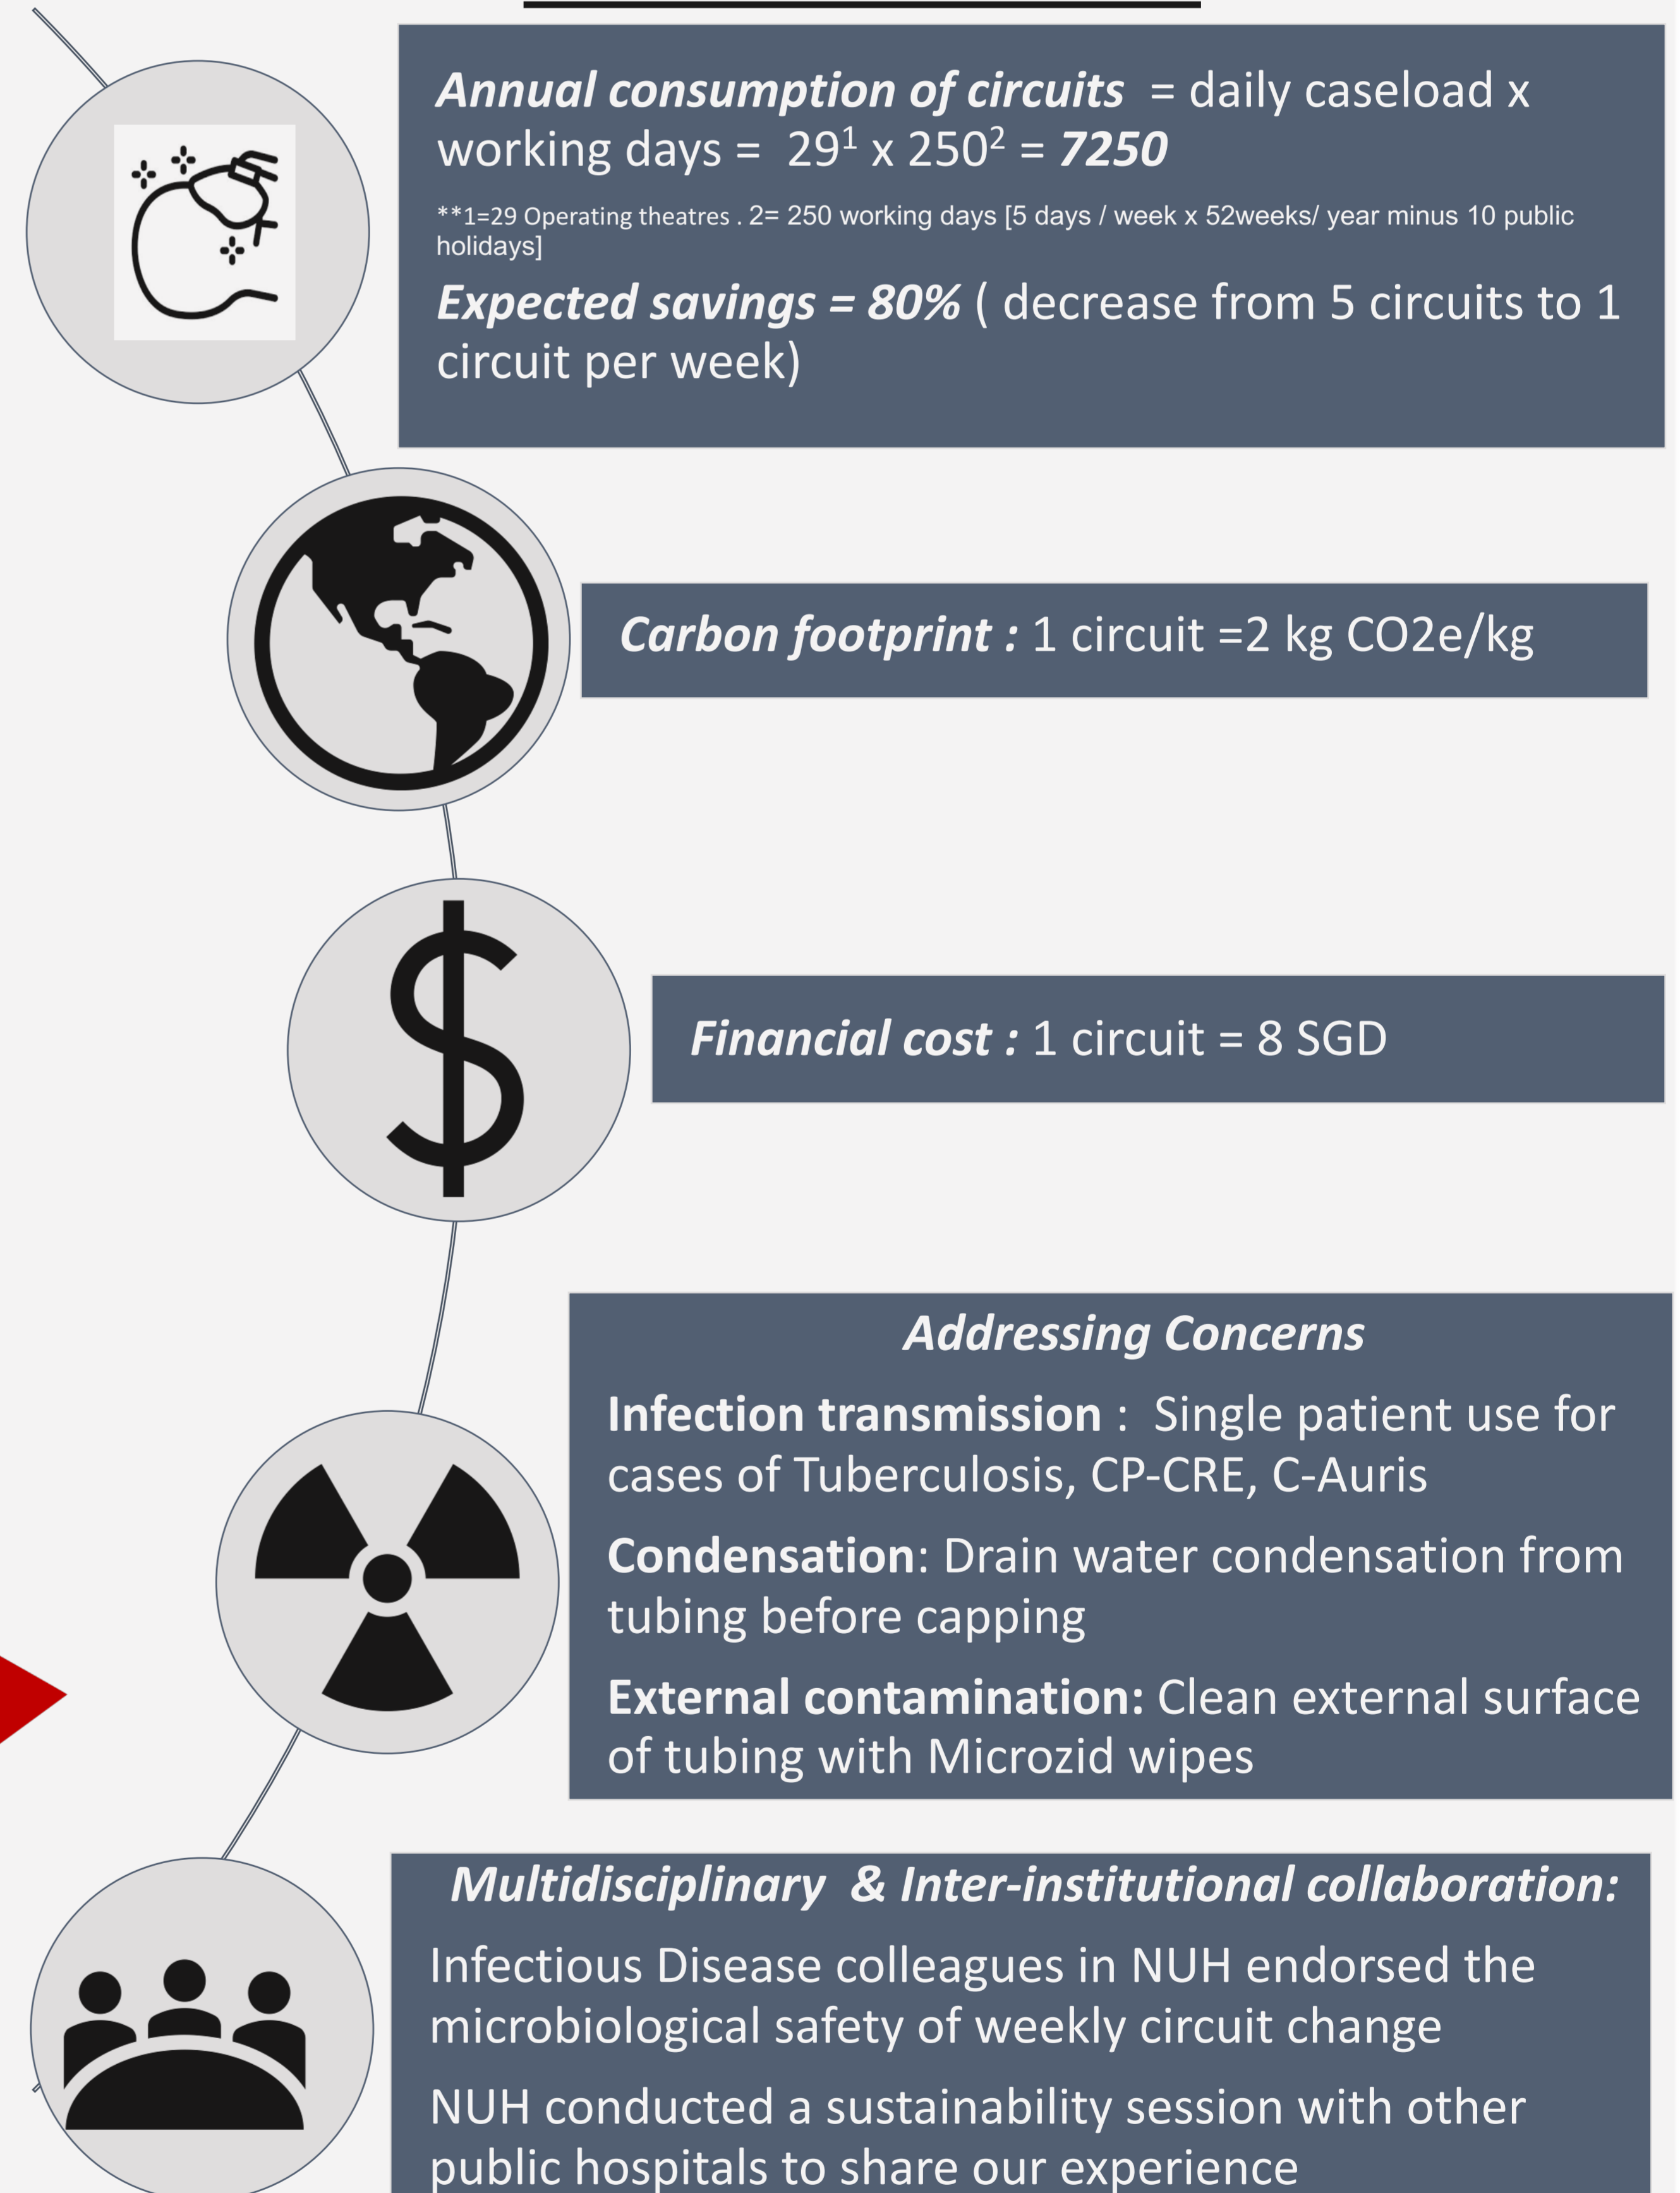 Annual consumption of circuits = daily caseload x
working days = 29¹ x 250² = 7250
**1=29 Operating theatres . 2= 250 working days [5 days / week x 52weeks/ year minus 10 public
holidays]
Expected savings = 80% ( decrease from 5 circuits to 1
circuit per week)
Carbon footprint : 1 circuit =2 kg CO2e/kg
Financial cost : 1 circuit = 8 SGD
Addressing Concerns
Infection transmission : Single patient use for
cases of Tuberculosis, CP-CRE, C-Auris
Condensation: Drain water condensation from
tubing before capping
External contamination: Clean external surface
of tubing with Microzid wipes
Multidisciplinary & Inter-institutional collaboration:
Infectious Disease colleagues in NUH endorsed the
microbiological safety of weekly circuit change
NUH conducted a sustainability session with other
public hospitals to share our experience